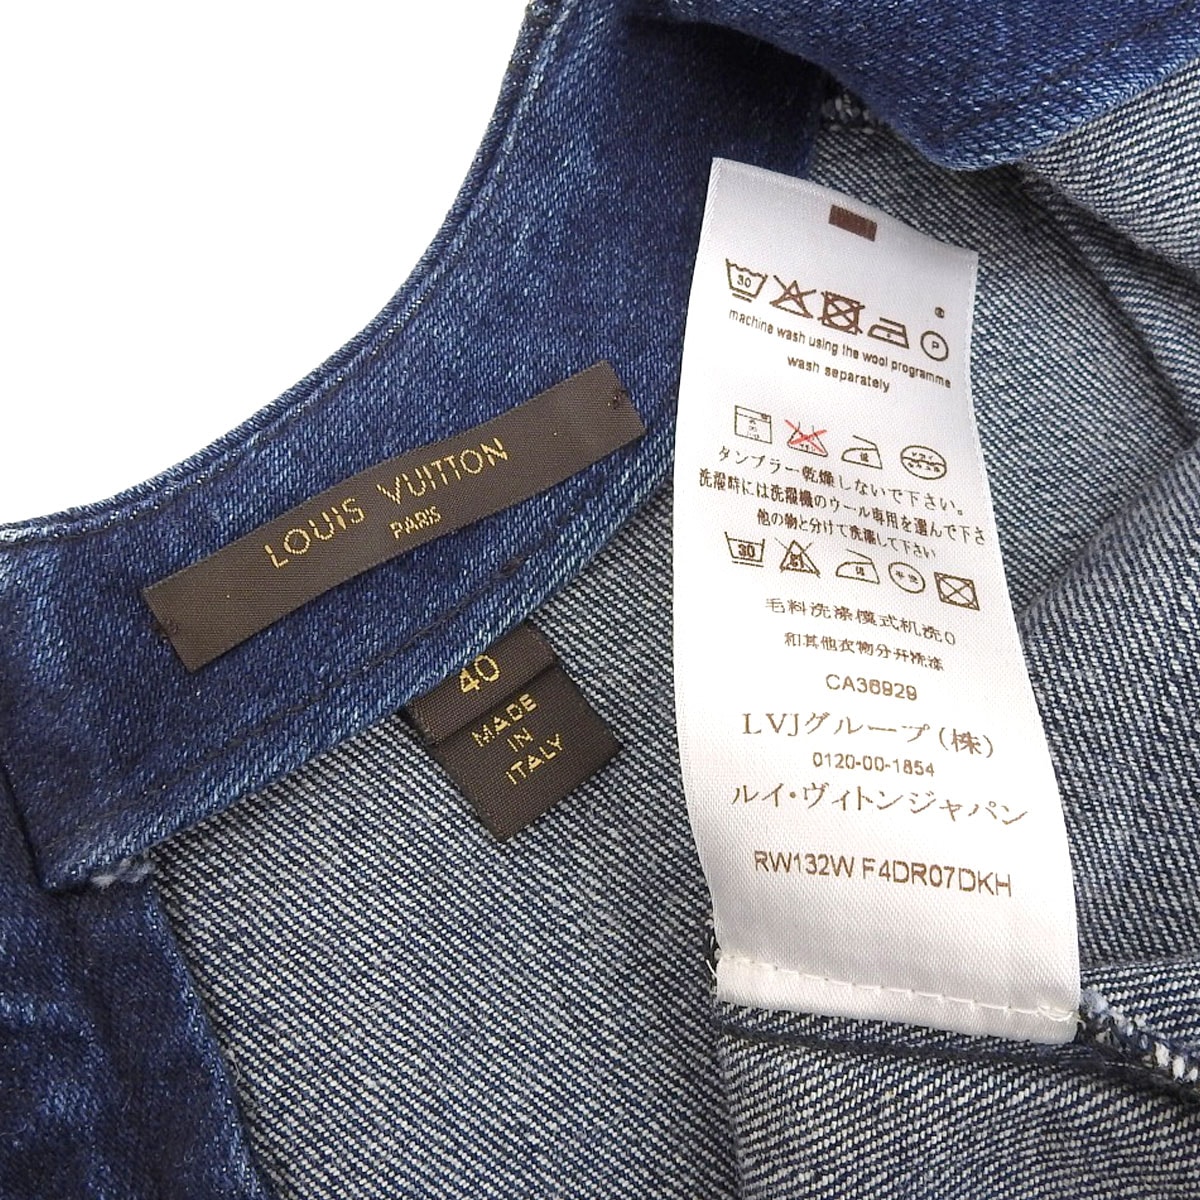 LOUIS VUITTON
PARIS
40
MADE
IN
ITALY
30
P
machine wash using the wool programme
wash separately
タンブラー乾燥しないで下さい。
洗濯時には洗濯機のウール専用を選んで下さ
他の物と分けて洗濯して下さい
30
毛料洗涤模式机洗0
和其他衣物分开洗涤
CA36929
LVJグループ(株)
0120-00-1854
ルイ・ヴィトンジャパン
RW132W F4DR07DKH